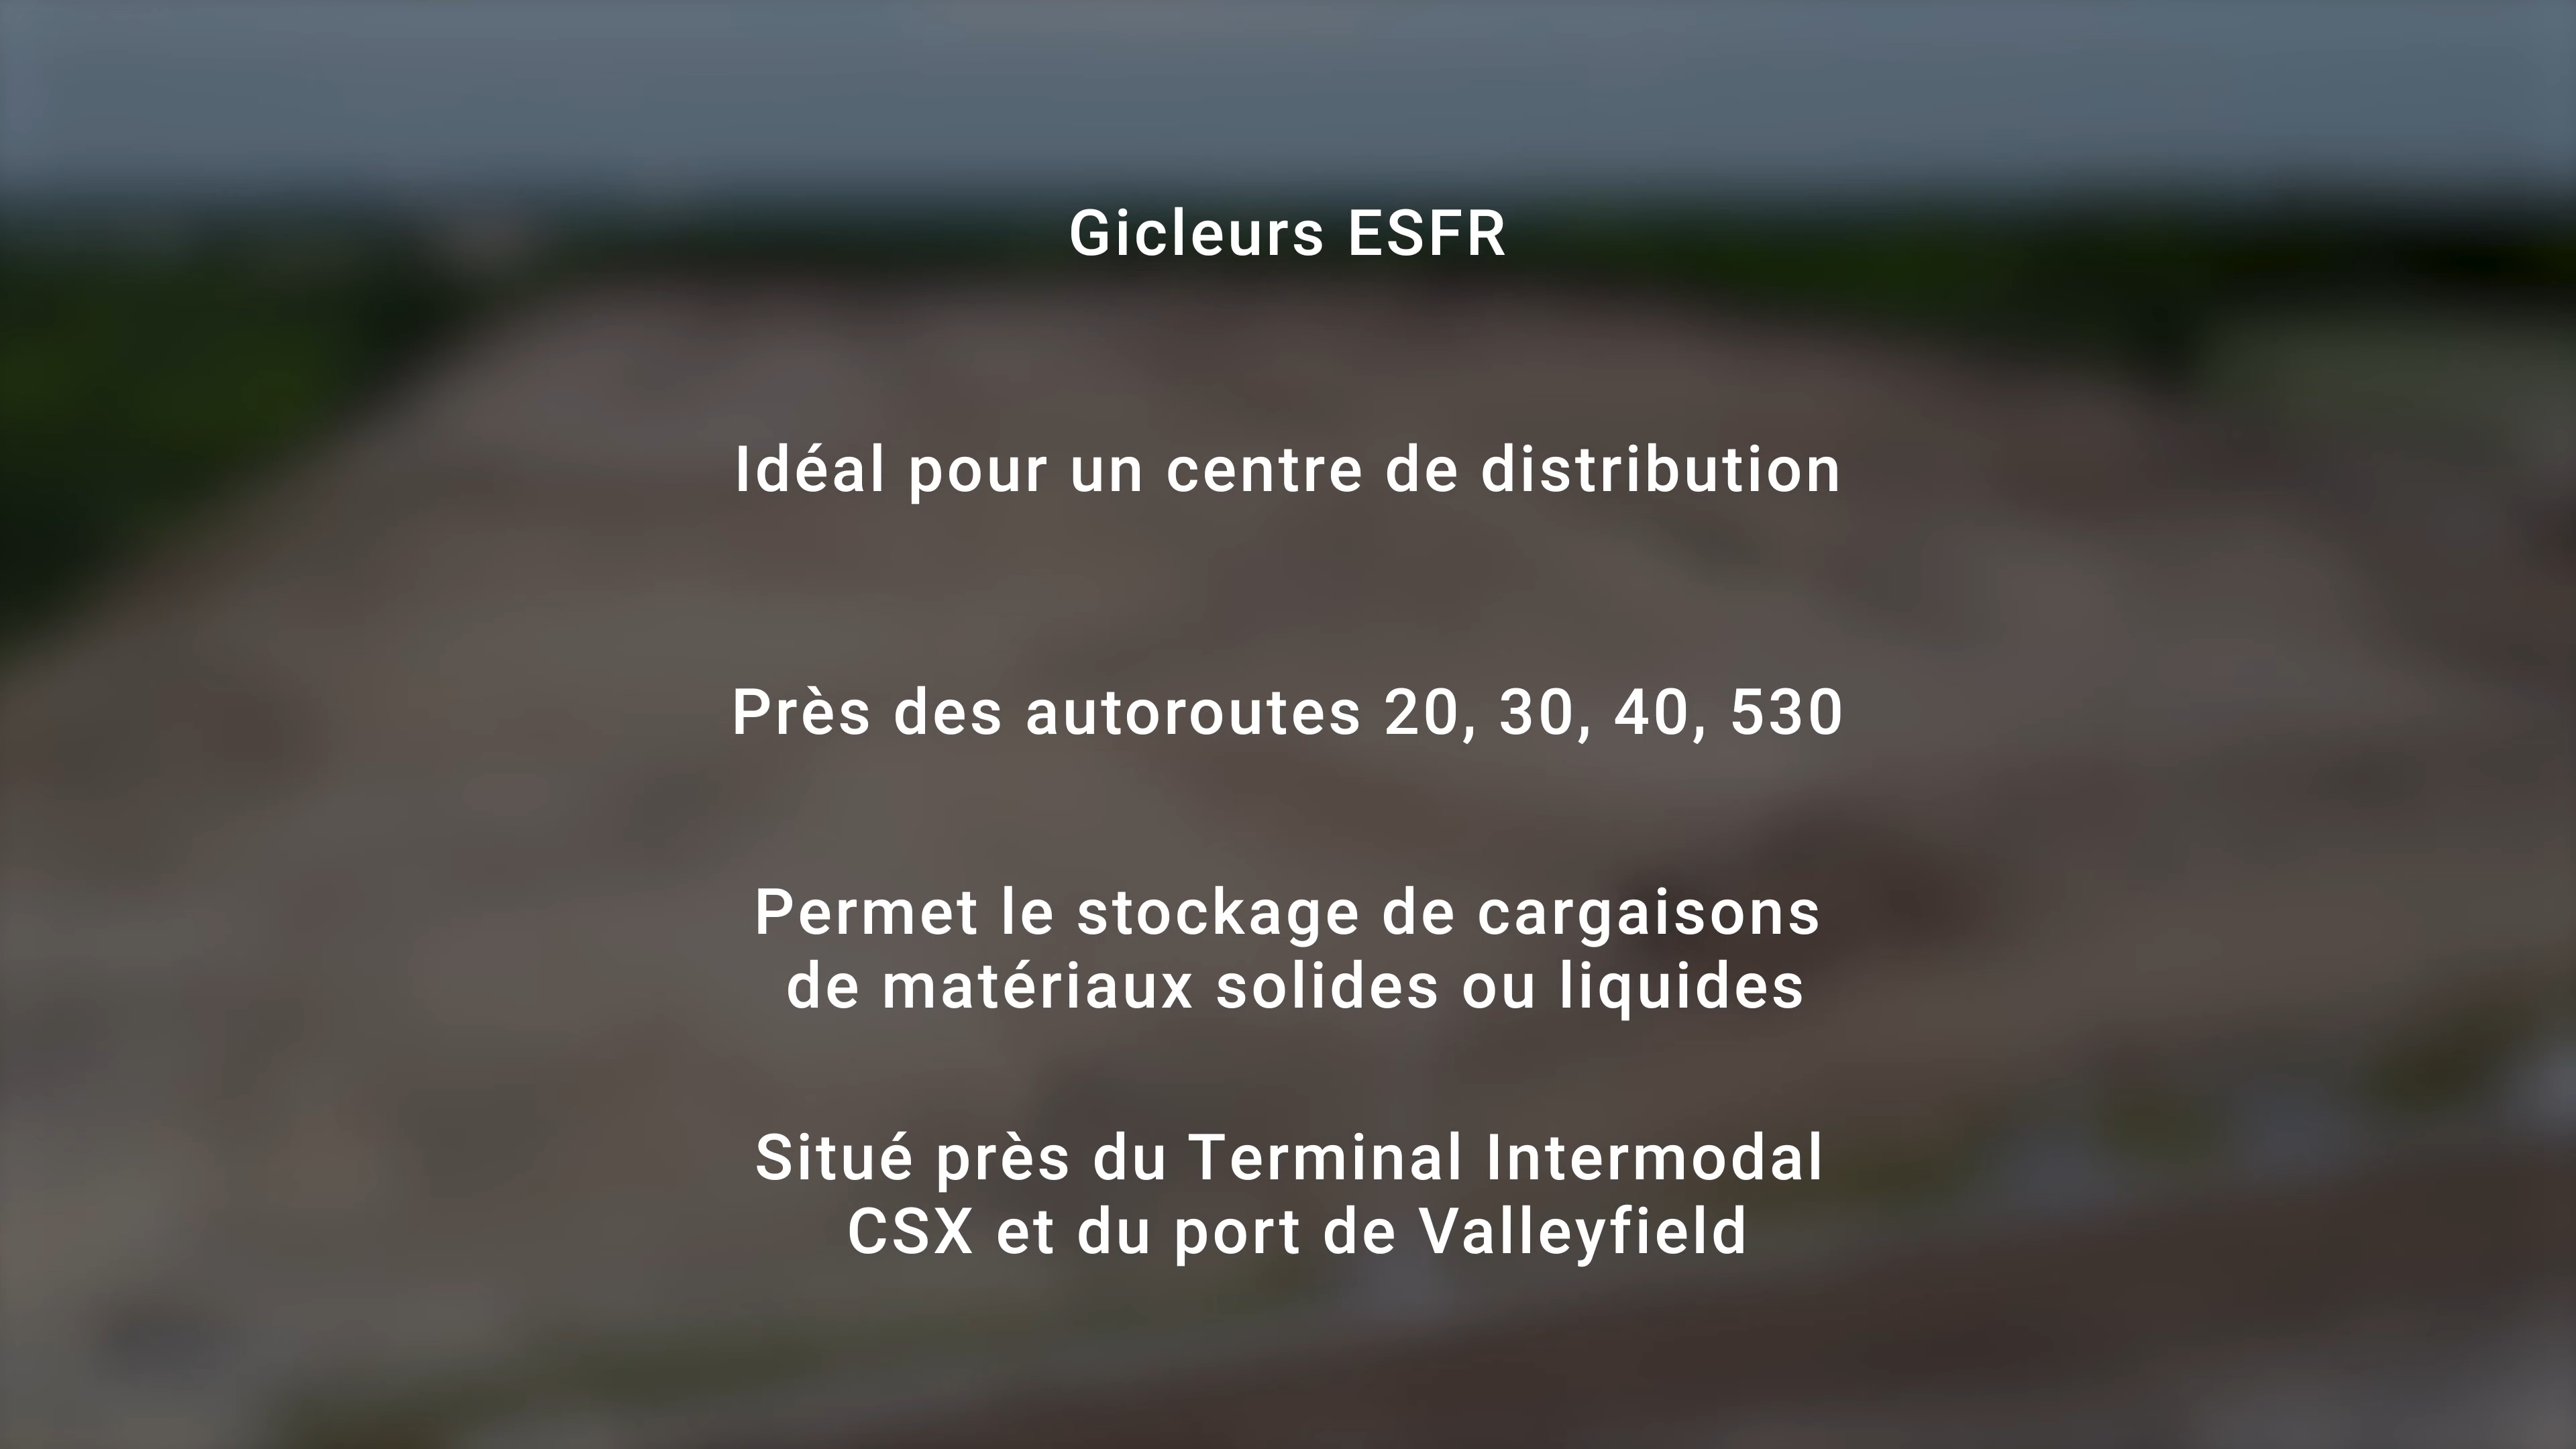 Gicleurs ESFR
Idéal pour un centre de distribution
Près des autoroutes 20, 30, 40, 530
Permet le stockage de cargaisons
de matériaux solides ou liquides
Situé près du Terminal Intermodal
CSX et du port de Valleyfield